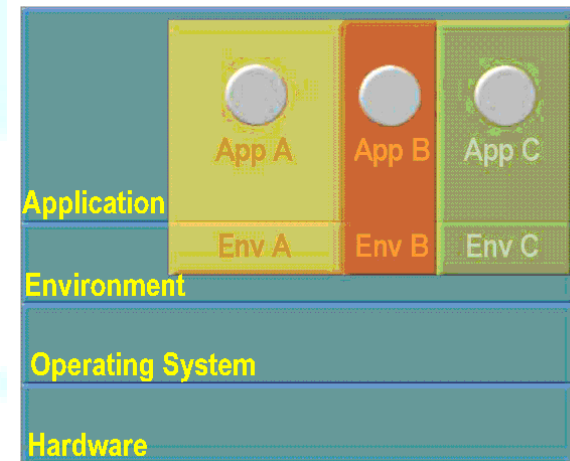 App A App B App C
Application
Env A Env B Env C
Environment
Operating System
Hardware